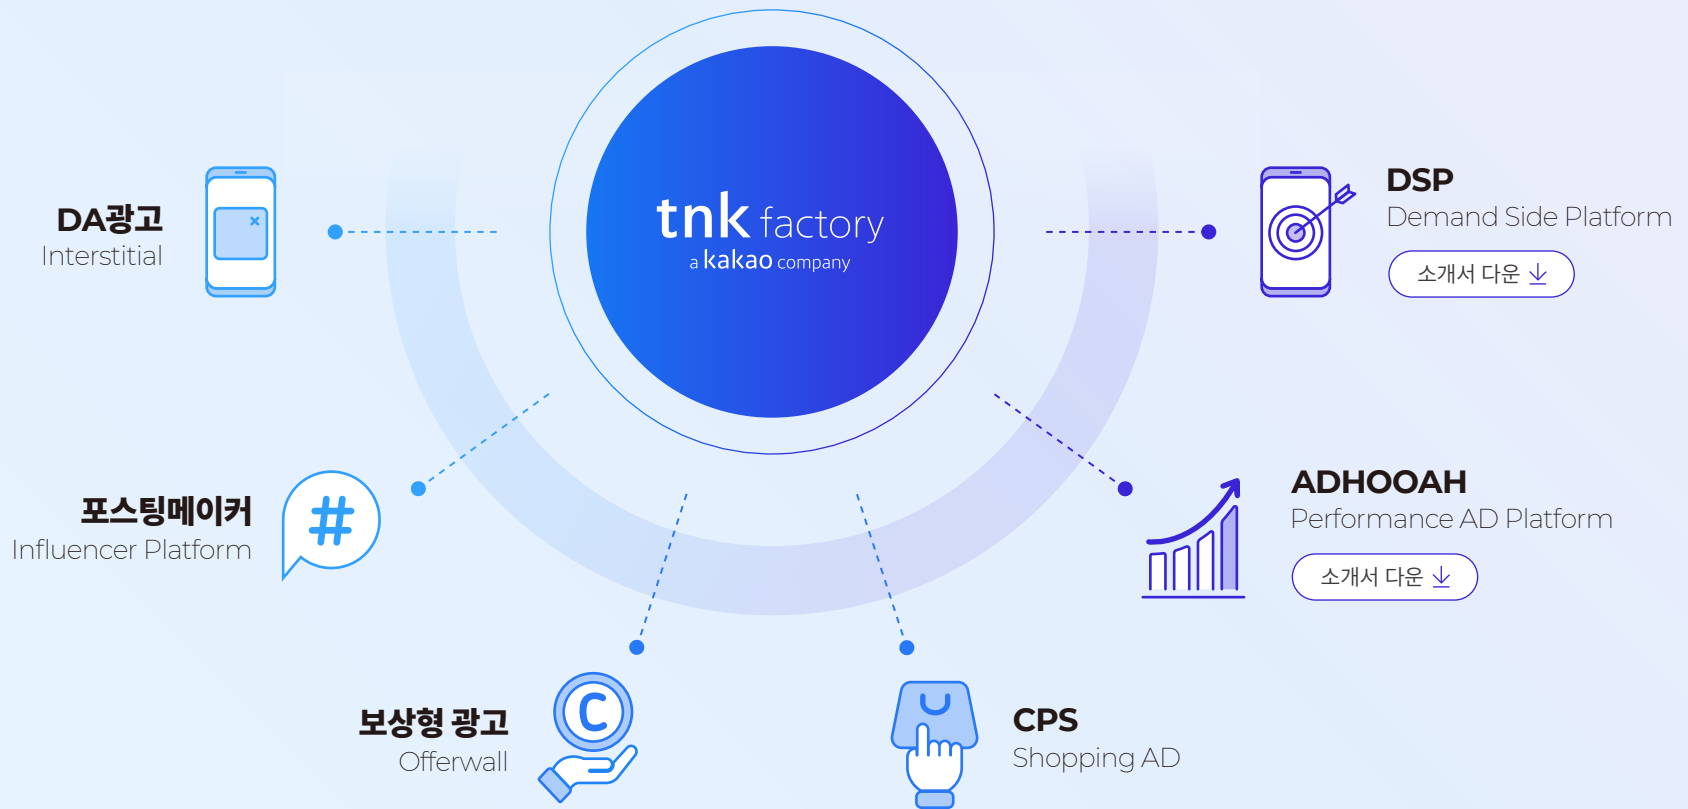 tnk factory
a kakao company
DA광고
Interstitial
포스팅메이커
Influencer Platform
#
보상형 광고
Offerwall
C
CPS
Shopping AD
ADHOOAH
Performance AD Platform
소개서 다운
DSP
Demand Side Platform
소개서 다운